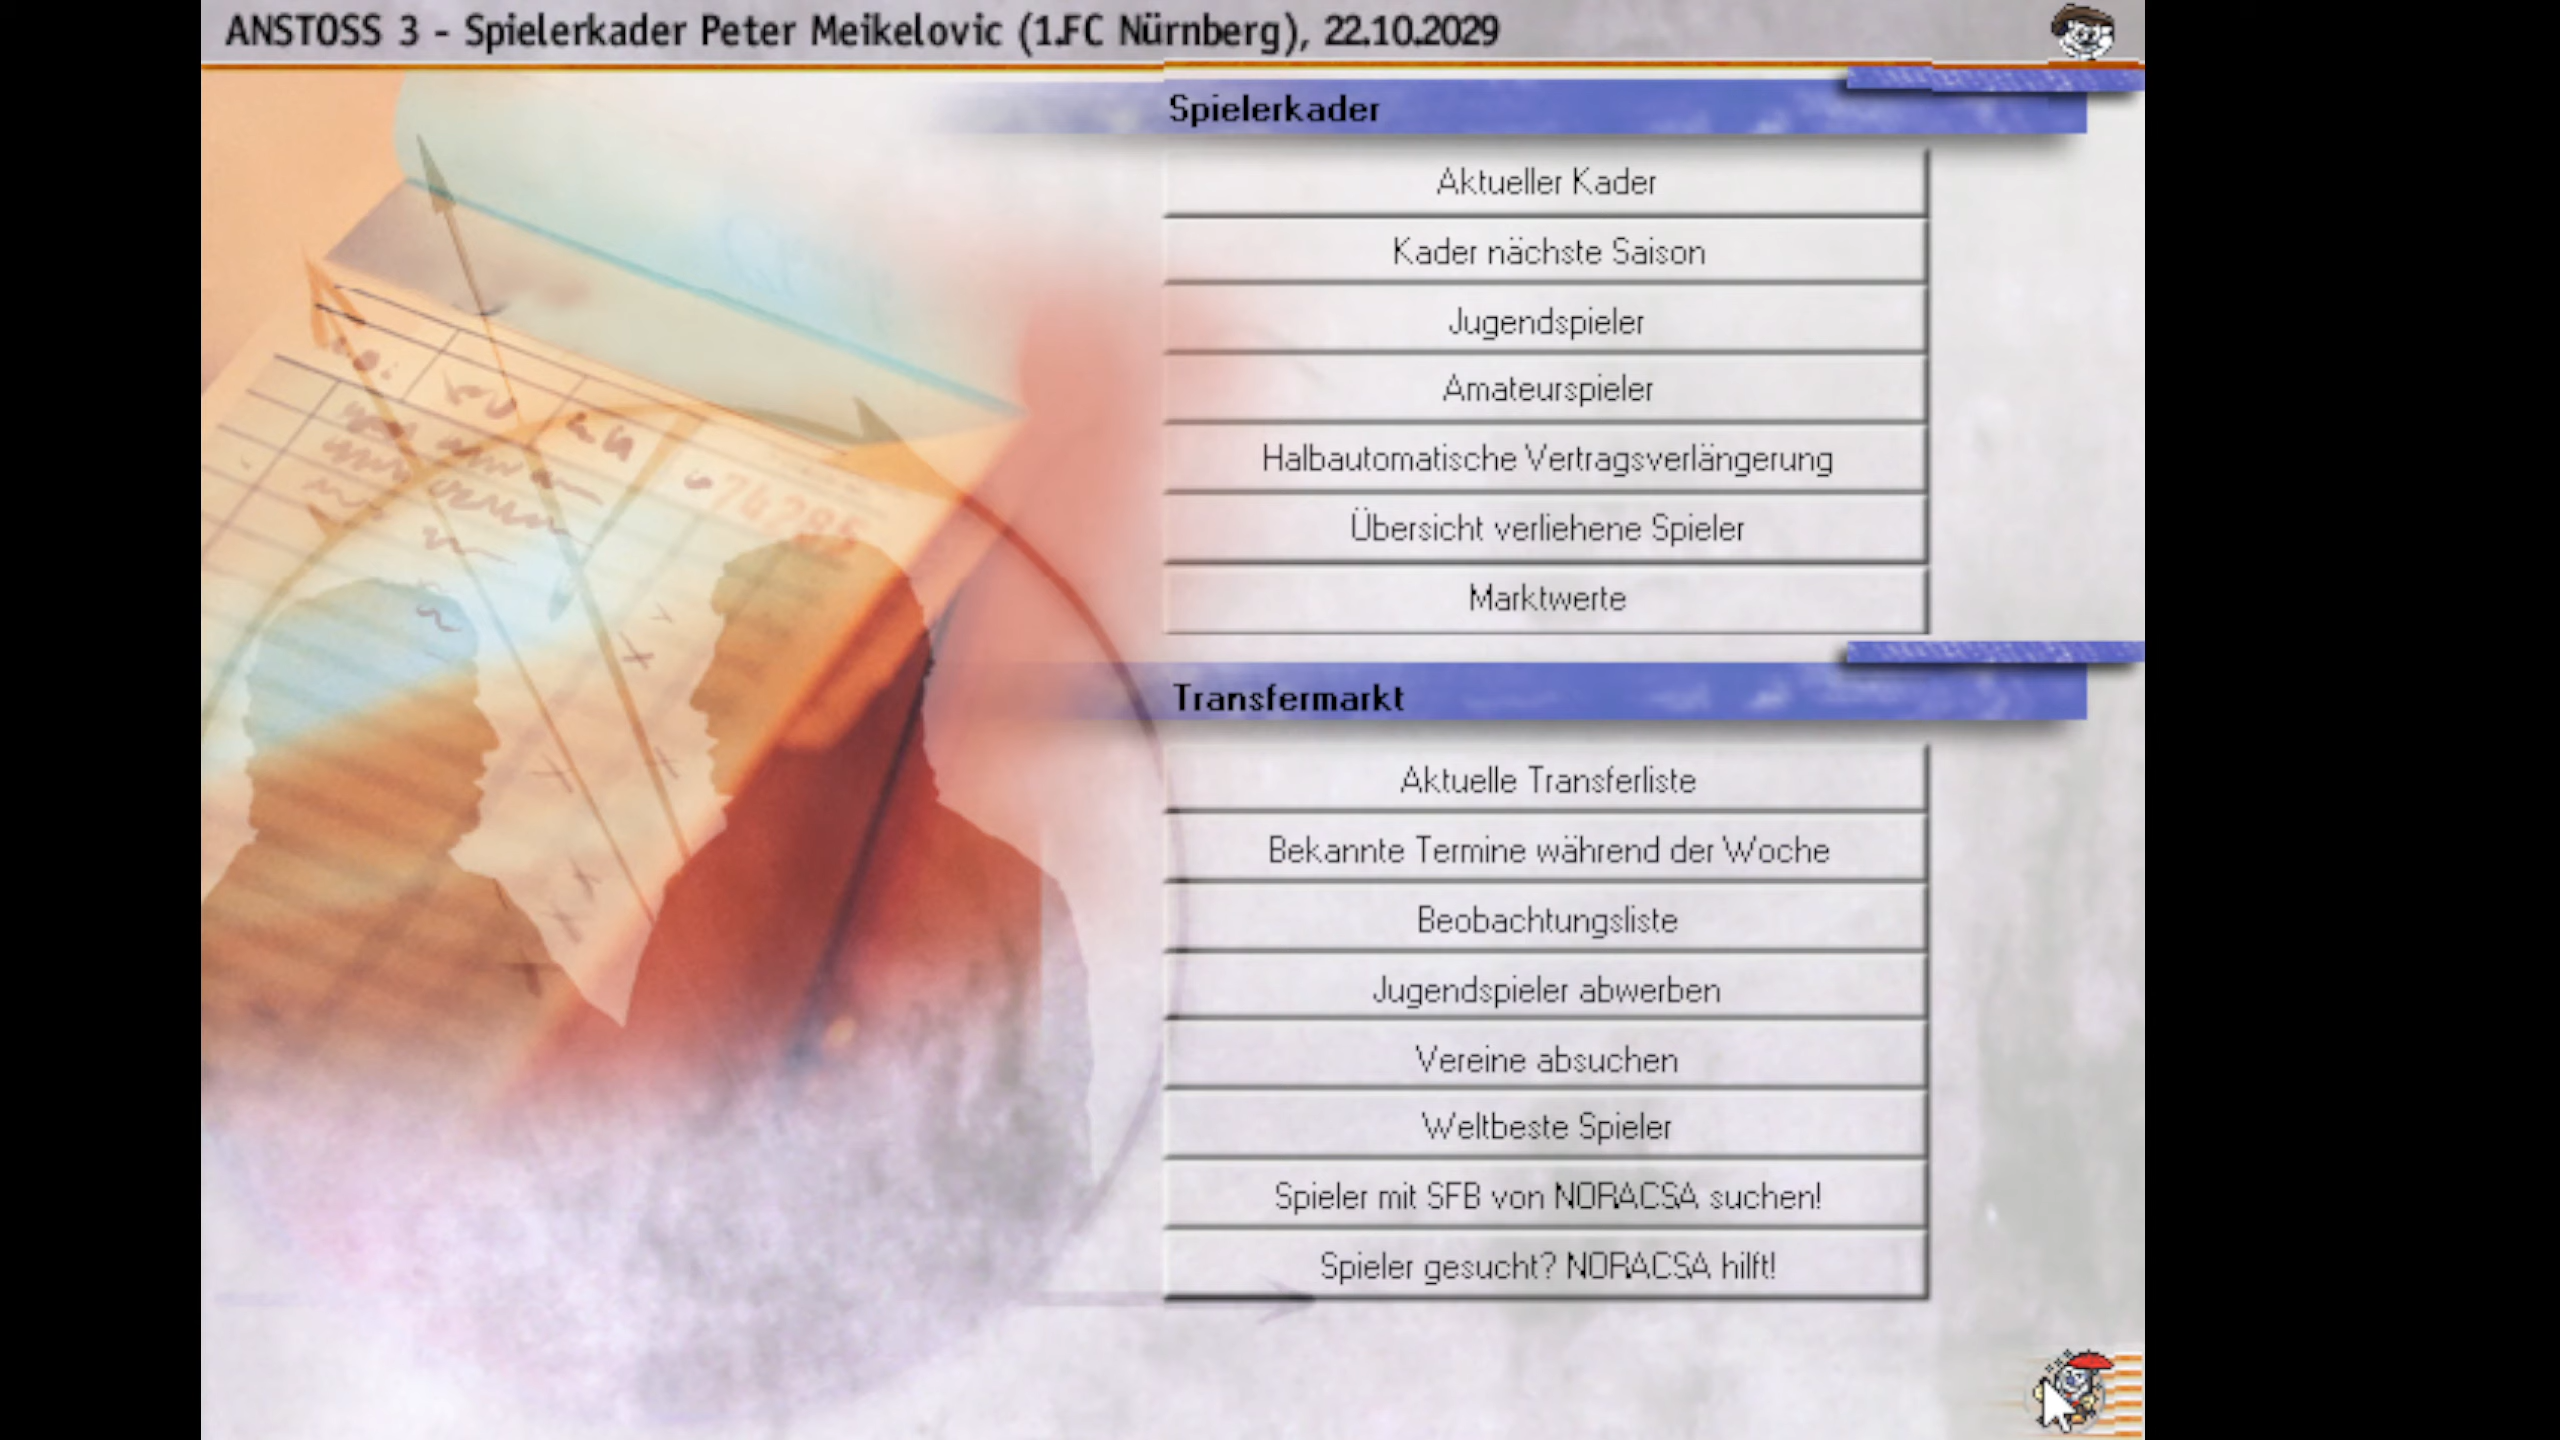 ANSTOSS 3 - Spielerkader Peter Meikelovic (1.FC Nürnberg), 22.10.2029
Spielerkader
Aktueller Kader
Kader nächste Saison
Jugendspieler
Amateurspieler
Halbautomatische Vertragsverlängerung
Übersicht verliehene Spieler
Marktwerte
Transfermarkt
Aktuelle Transferliste
Bekannte Termine während der Woche
Beobachtungsliste
Jugendspieler abwerben
Vereine absuchen
Weltbeste Spieler
Spieler mit SFB von NORACSA suchen!
Spieler gesucht? NORACSA hilft!